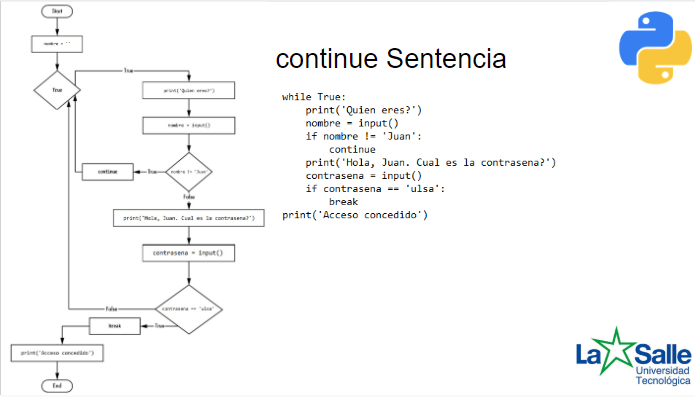 Start
nombre = ''
True
True
print('Quien eres?')
nombre = input()
nombre != 'Juan'
True
continue
False
print('Hola, Juan. Cual es la contrasena?')
contrasena = input()
contrasena == 'ulsa'
False
True
break
print('Acceso concedido')
End
continue Sentencia
while True:
    print('Quien eres?')
    nombre = input()
    if nombre != 'Juan':
        continue
    print('Hola, Juan. Cual es la contrasena?')
    contrasena = input()
    if contrasena == 'ulsa':
        break
print('Acceso concedido')
La Salle
Universidad
Tecnológica